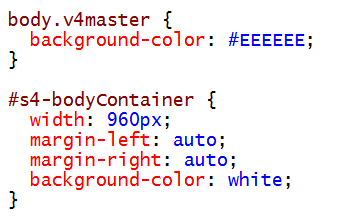 body.v4master {
  background-color: #EEEEEE;
}

#s4-bodyContainer {
  width: 960px;
  margin-left: auto;
  margin-right: auto;
  background-color: white;
}